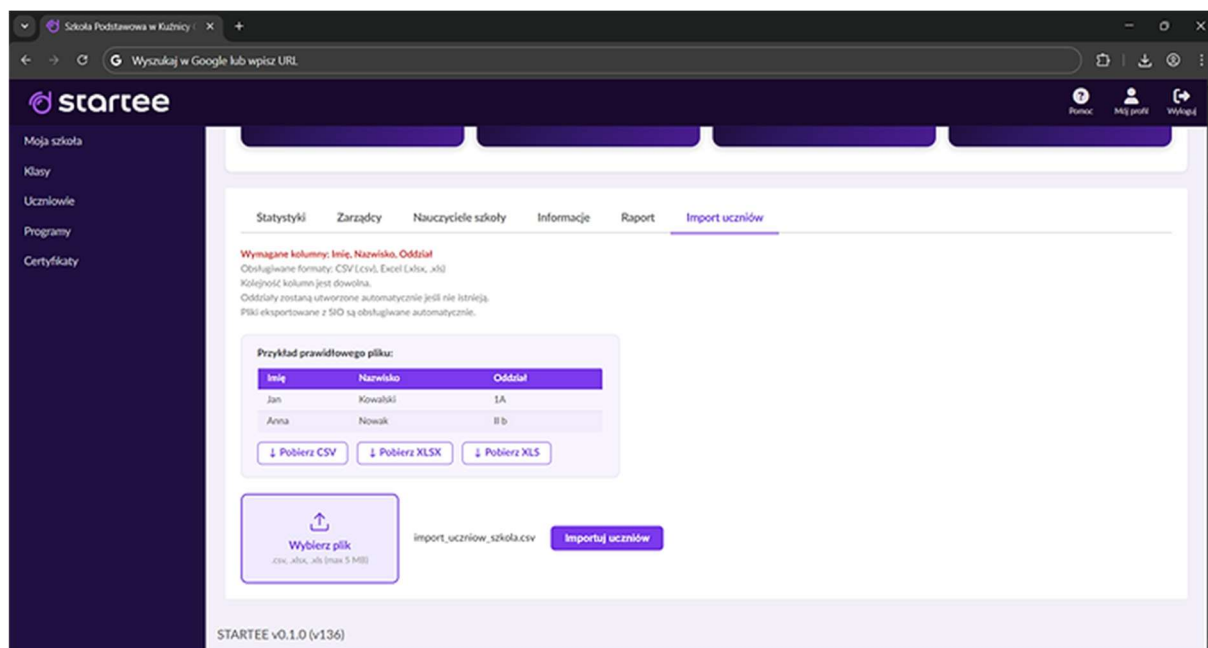 Szkoła Podstawowa w Kuźnicy
Wyszukaj w Google lub wpisz URL
startee
Pomoc
Mój profil
Wyloguj
Moja szkoła
Klasy
Uczniowie
Programy
Certyfikaty
Statystyki Zarządcy Nauczyciele szkoły Informacje Raport Import uczniów
Wymagane kolumny: Imię, Nazwisko, Oddział
Obsługiwane formaty: CSV (.csv), Excel (.xlsx, .xls)
Kolejność kolumn jest dowolna.
Oddziały zostaną utworzone automatycznie jeśli nie istnieją.
Pliki eksportowane z SIO są obsługiwane automatycznie.
Przykład prawidłowego pliku:
Imię Nazwisko Oddział
Jan Kowalski 1A
Anna Nowak II b
↓ Pobierz CSV ↓ Pobierz XLSX ↓ Pobierz XLS
Wybierz plik
.csv, .xlsx, .xls (max 5 MB)
import_uczniow_szkola.csv
Importuj uczniów
STARTEE v0.1.0 (v136)